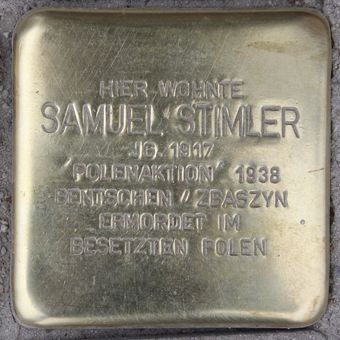 HIER WOHNTE
SAMUEL STIMLER
JG. 1917
'POLENAKTION' 1938
BENTSCHEN / ZBASZYN
ERMORDET IM
BESETZTEN POLEN